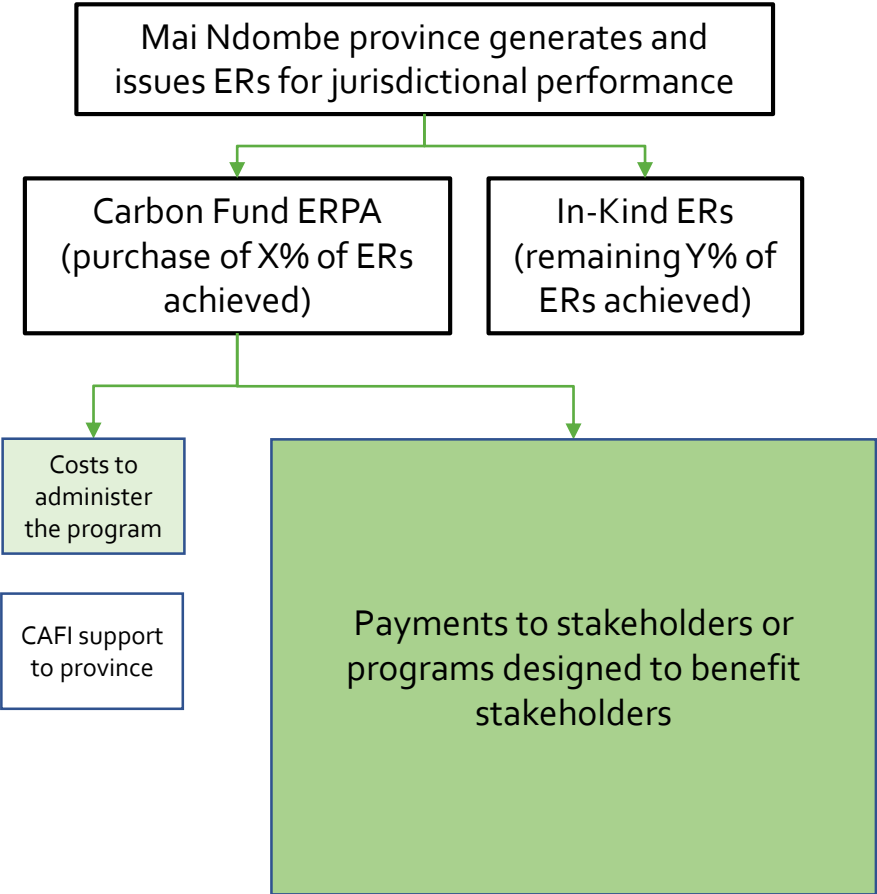 Mai Ndombe province generates and
issues ERs for jurisdictional performance
Carbon Fund ERPA
(purchase of X% of ERs
achieved)
In-Kind ERs
(remaining Y% of
ERs achieved)
Costs to
administer
the program
CAFI support
to province
Payments to stakeholders or
programs designed to benefit
stakeholders